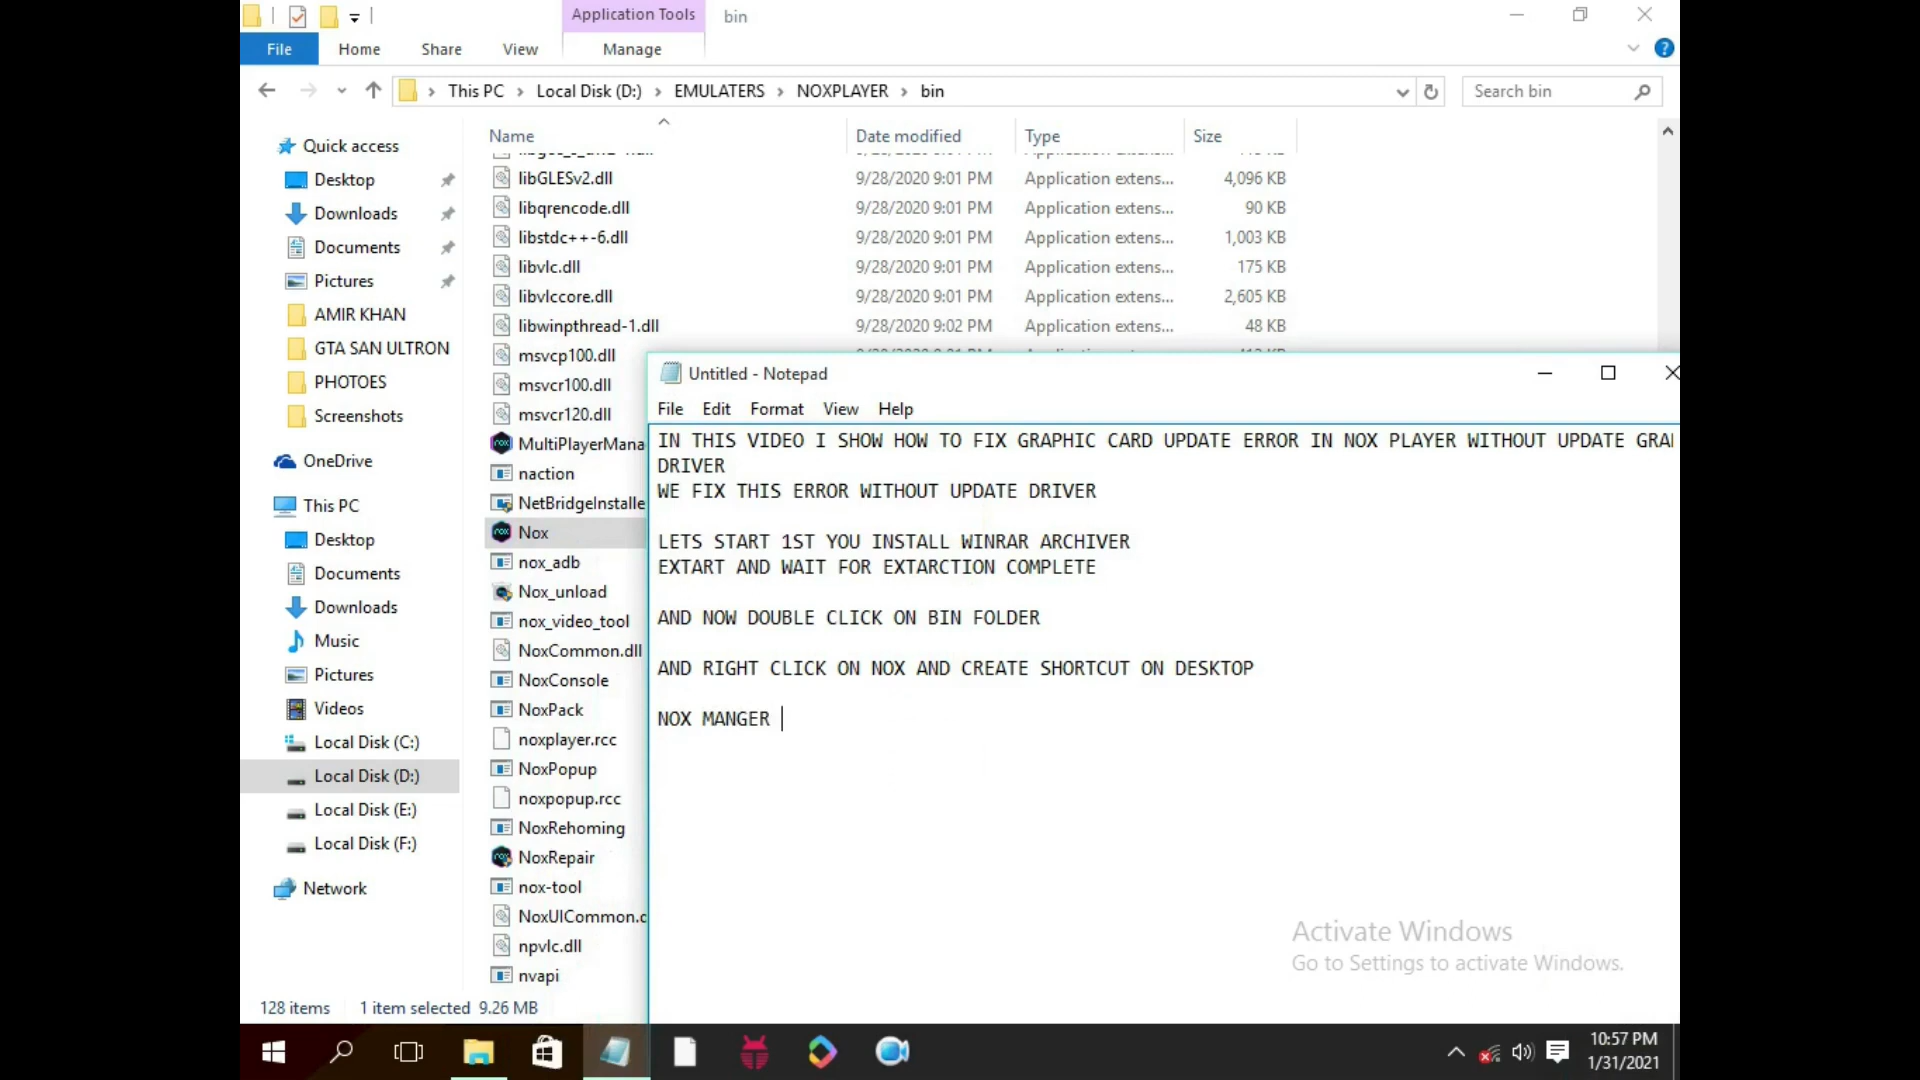 Application Tools
bin
File
Home
Share
View
Manage
This PC
Local Disk (D:)
EMULATERS
NOXPLAYER
bin
Search bin
Name
Date modified
Type
Size
Quick access
Desktop
Downloads
Documents
Pictures
AMIR KHAN
GTA SAN ULTRON
PHOTOES
Screenshots
OneDrive
This PC
Desktop
Documents
Downloads
Music
Pictures
Videos
Local Disk (C:)
Local Disk (D:)
Local Disk (E:)
Local Disk (F:)
Network
libGLESv2.dll 9/28/2020 9:01 PM Application extens... 4,096 KB
libqrencode.dll 9/28/2020 9:01 PM Application extens... 90 KB
libstdc++-6.dll 9/28/2020 9:01 PM Application extens... 1,003 KB
libvlc.dll 9/28/2020 9:01 PM Application extens... 175 KB
libvlccore.dll 9/28/2020 9:01 PM Application extens... 2,605 KB
libwinpthread-1.dll 9/28/2020 9:02 PM Application extens... 48 KB
msvcp100.dll
msvcr100.dll
msvcr120.dll
MultiPlayerMana
naction
NetBridgeInstalle
Nox
nox_adb
Nox_unload
nox_video_tool
NoxCommon.dll
NoxConsole
NoxPack
noxplayer.rcc
NoxPopup
noxpopup.rcc
NoxRehoming
NoxRepair
nox-tool
NoxUICommon.d
npvlc.dll
nvapi
128 items
1 item selected 9.26 MB
Untitled - Notepad
File
Edit
Format
View
Help
IN THIS VIDEO I SHOW HOW TO FIX GRAPHIC CARD UPDATE ERROR IN NOX PLAYER WITHOUT UPDATE
DRIVER
WE FIX THIS ERROR WITHOUT UPDATE DRIVER
LETS START 1ST YOU INSTALL WINRAR ARCHIVER
EXTART AND WAIT FOR EXTARCTION COMPLETE
AND NOW DOUBLE CLICK ON BIN FOLDER
AND RIGHT CLICK ON NOX AND CREATE SHORTCUT ON DESKTOP
NOX MANGER
Activate Windows
Go to Settings to activate Windows.
10:57 PM
1/31/2021